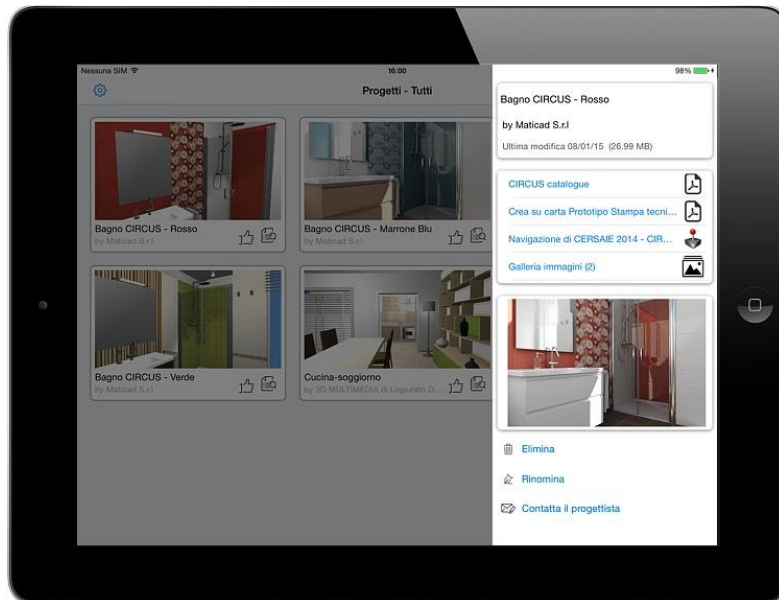 Nessuna SIM
16:00
98%
Progetti - Tutti
Bagno CIRCUS - Rosso
by Maticad S.r.l
Bagno CIRCUS - Marrone Blu
by Maticad S.r.l
Bagno CIRCUS - Verde
by Maticad S.r.l
Cucina-soggiorno
by 3D MULTIMEDIA di Logiurato D...
Bagno CIRCUS - Rosso
by Maticad S.r.l
Ultima modifica 08/01/15 (26.99 MB)
CIRCUS catalogue
Crea su carta Prototipo Stampa tecni...
Navigazione di CERSAIE 2014 - CIR...
Galleria immagini (2)
Elimina
Rinomina
Contatta il progettista